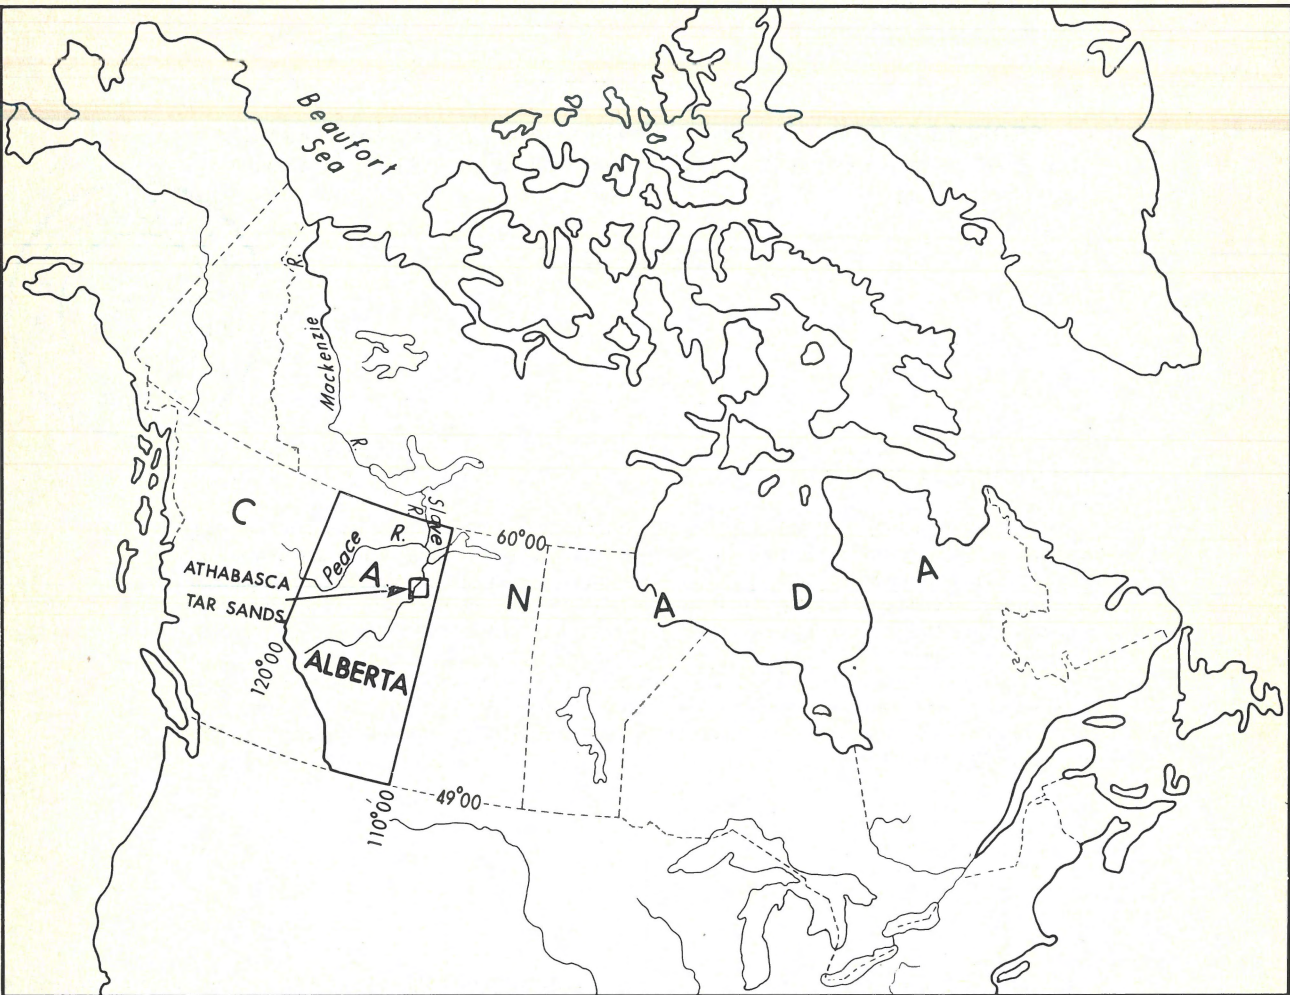 Beaufort
Sea
R.
Mackenzie
R.
Slave
R.
C
A
N
A
D
A
60°00
Peace
R.
ATHABASCA
TAR SANDS
120°00
ALBERTA
110°00
49°00